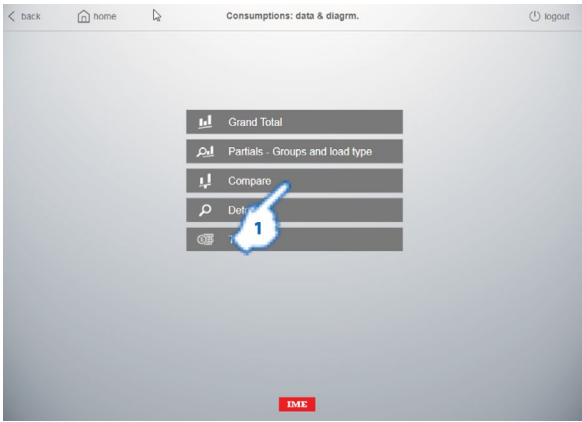 back home Consumptions: data & diagrm. logout
Grand Total
Partials - Groups and load type
Compare
1
IME